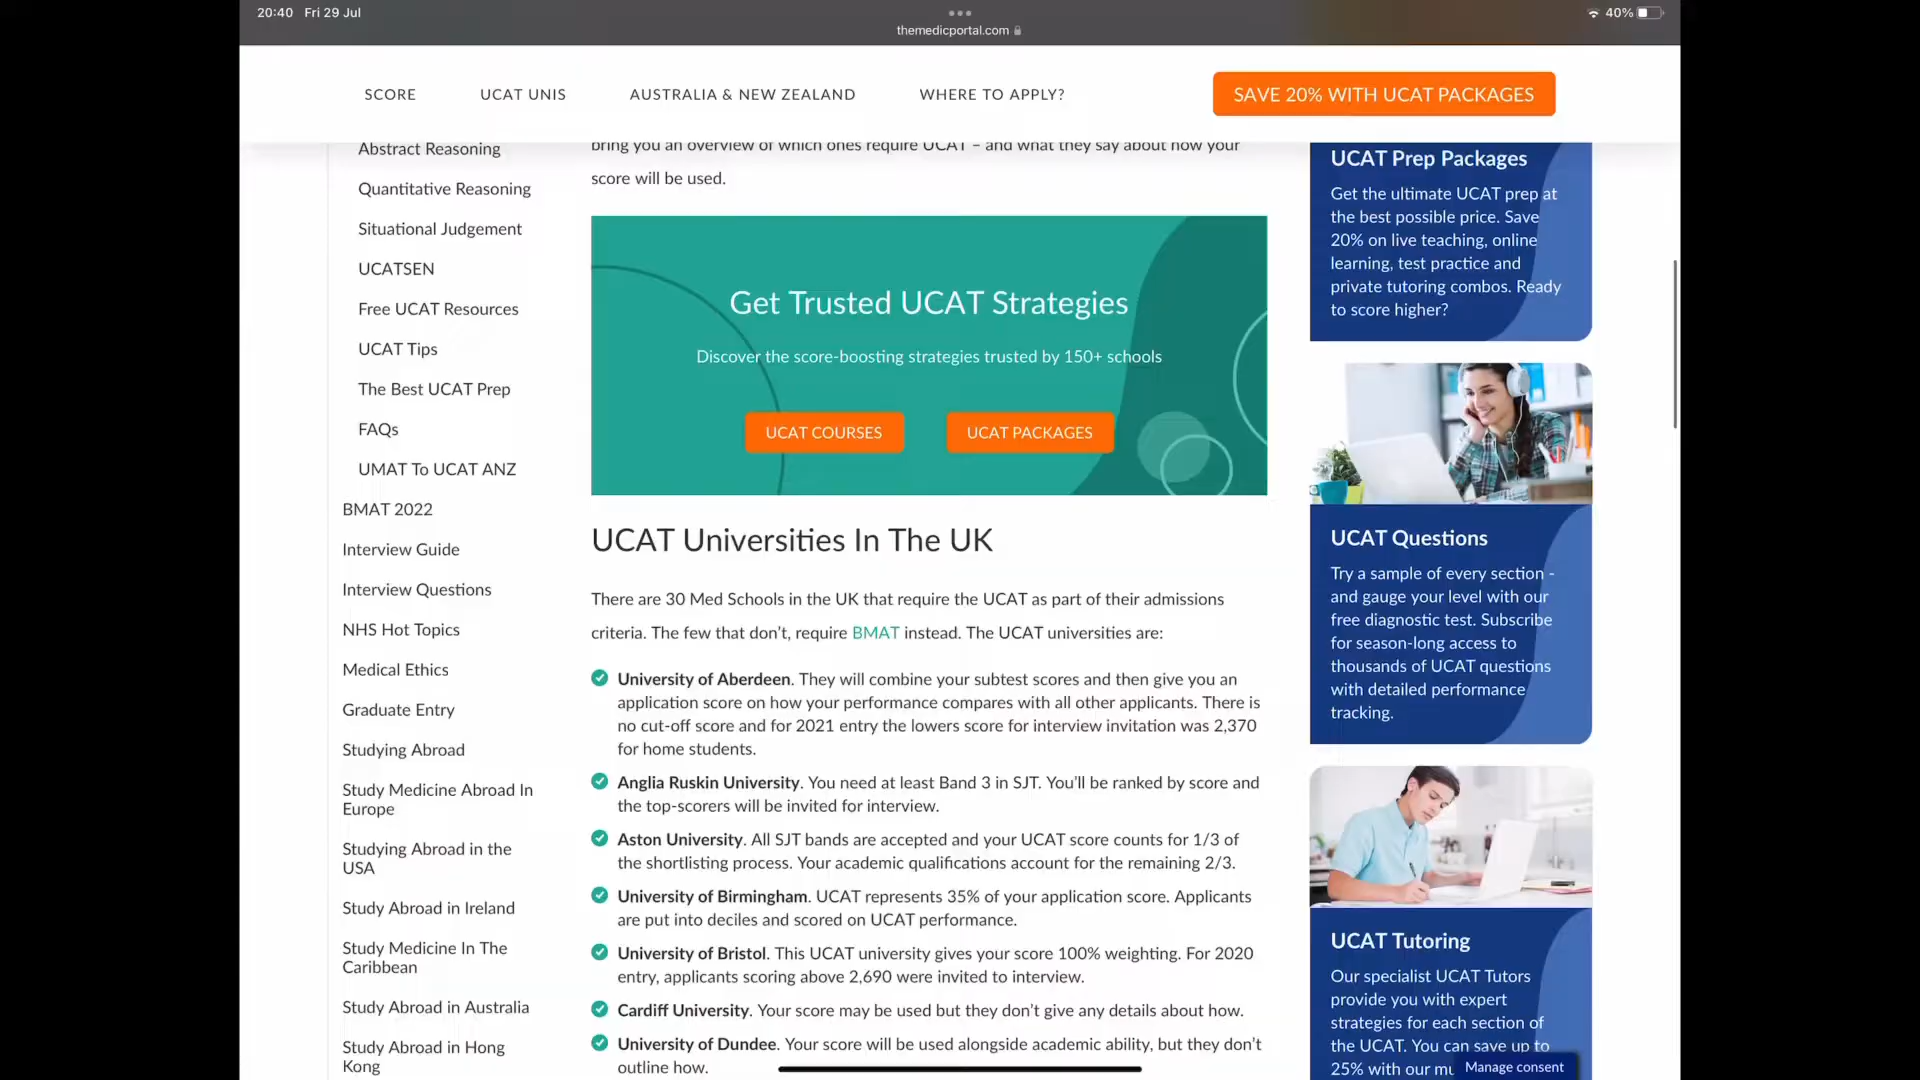 20:40 Fri 29 Jul
themedicportal.com
40%
SCORE
UCAT UNIS
AUSTRALIA & NEW ZEALAND
WHERE TO APPLY?
SAVE 20% WITH UCAT PACKAGES
Abstract Reasoning
Quantitative Reasoning
Situational Judgement
UCATSEN
Free UCAT Resources
UCAT Tips
The Best UCAT Prep
FAQs
UMAT To UCAT ANZ
BMAT 2022
Interview Guide
Interview Questions
NHS Hot Topics
Medical Ethics
Graduate Entry
Studying Abroad
Study Medicine Abroad In
Europe
Studying Abroad in the
USA
Study Abroad in Ireland
Study Medicine In The
Caribbean
Study Abroad in Australia
Study Abroad in Hong
Kong
bring you an overview of which ones require UCAT – and what they say about how your
score will be used.
Get Trusted UCAT Strategies
Discover the score-boosting strategies trusted by 150+ schools
UCAT COURSES
UCAT PACKAGES
UCAT Universities In The UK
There are 30 Med Schools in the UK that require the UCAT as part of their admissions
criteria. The few that don’t, require BMAT instead. The UCAT universities are:
University of Aberdeen. They will combine your subtest scores and then give you an
application score on how your performance compares with all other applicants. There is
no cut-off score and for 2021 entry the lowers score for interview invitation was 2,370
for home students.
Anglia Ruskin University. You need at least Band 3 in SJT. You’ll be ranked by score and
the top-scorers will be invited for interview.
Aston University. All SJT bands are accepted and your UCAT score counts for 1/3 of
the shortlisting process. Your academic qualifications account for the remaining 2/3.
University of Birmingham. UCAT represents 35% of your application score. Applicants
are put into deciles and scored on UCAT performance.
University of Bristol. This UCAT university gives your score 100% weighting. For 2020
entry, applicants scoring above 2,690 were invited to interview.
Cardiff University. Your score may be used but they don’t give any details about how.
University of Dundee. Your score will be used alongside academic ability, but they don’t
outline how.
UCAT Prep Packages
Get the ultimate UCAT prep at
the best possible price. Save
20% on live teaching, online
learning, test practice and
private tutoring combos. Ready
to score higher?
UCAT Questions
Try a sample of every section -
and gauge your level with our
free diagnostic test. Subscribe
for season-long access to
thousands of UCAT questions
with detailed performance
tracking.
UCAT Tutoring
Our specialist UCAT Tutors
provide you with expert
strategies for each section of
the UCAT. You can save up to
25% with our mu
Manage consent